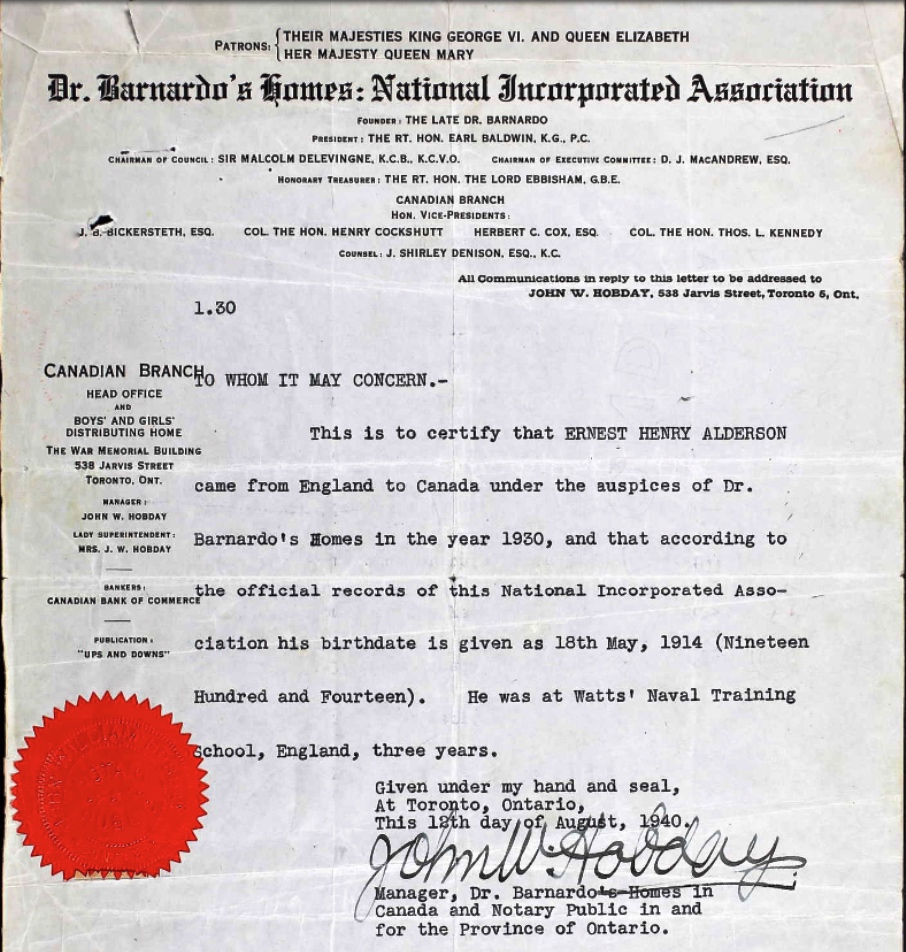 PATRONS: { THEIR MAJESTIES KING GEORGE VI. AND QUEEN ELIZABETH
HER MAJESTY QUEEN MARY
Dr. Barnardo's Homes: National Incorporated Association
FOUNDER: THE LATE DR. BARNARDO
PRESIDENT: THE RT. HON. EARL BALDWIN, K.G., P.C.
CHAIRMAN OF COUNCIL: SIR MALCOLM DELEVINGNE, K.C.B., K.C.V.O. CHAIRMAN OF EXECUTIVE COMMITTEE: D. J. MACANDREW, ESQ.
HONORARY TREASURER: THE RT. HON. THE LORD EBBISHAM, G.B.E.
CANADIAN BRANCH
HON. VICE-PRESIDENTS:
J. B. BICKERSTETH, ESQ. COL. THE HON. HENRY COCKSHUTT HERBERT C. COX, ESQ. COL. THE HON. THOS. L. KENNEDY
COUNSEL: J. SHIRLEY DENISON, ESQ., K.C.
All Communications in reply to this letter to be addressed to
JOHN W. HOBDAY, 538 Jarvis Street, Toronto 5, Ont.
1.30
CANADIAN BRANCH
HEAD OFFICE
AND
BOYS' AND GIRLS'
DISTRIBUTING HOME
THE WAR MEMORIAL BUILDING
538 JARVIS STREET
TORONTO, ONT.
MANAGER:
JOHN W. HOBDAY
LADY SUPERINTENDENT:
MRS. J. W. HOBDAY
BANKERS:
CANADIAN BANK OF COMMERCE
PUBLICATION:
"UPS AND DOWNS"
TO WHOM IT MAY CONCERN.-
This is to certify that ERNEST HENRY ALDERSON
came from England to Canada under the auspices of Dr.
Barnardo's Homes in the year 1930, and that according to
the official records of this National Incorporated Asso-
ciation his birthdate is given as 18th May, 1914 (Nineteen
Hundred and Fourteen). He was at Watts' Naval Training
School, England, three years.
Given under my hand and seal,
At Toronto, Ontario,
This 12th day of August, 1940.
John W. Hobday
Manager, Dr. Barnardo's Homes in
Canada and Notary Public in and
for the Province of Ontario.